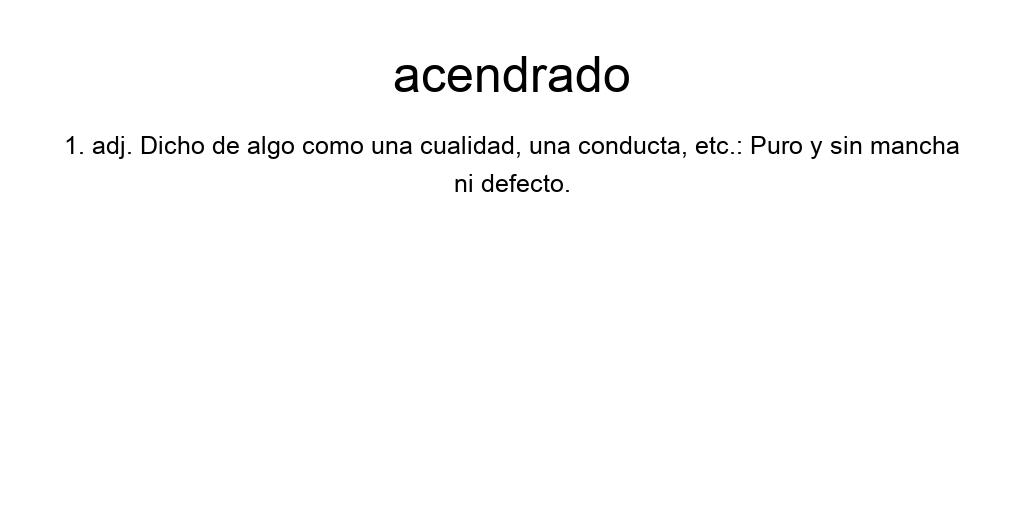 acendrado
1. adj. Dicho de algo como una cualidad, una conducta, etc.: Puro y sin mancha
ni defecto.